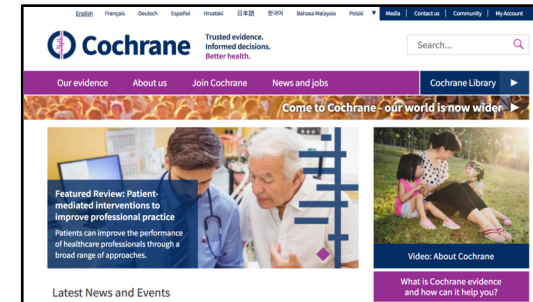 English Français Deutsch Español Hrvatski 日本語 한국어 Bahasa Malaysia Polski ▼ Media | Contact us | Community | My Account
Cochrane
Trusted evidence.
Informed decisions.
Better health.
Search...
Our evidence About us Join Cochrane News and jobs Cochrane Library ►
Come to Cochrane - our world is now wider ►
Featured Review: Patient-
mediated interventions to
improve professional practice
Patients can improve the performance
of healthcare professionals through a
broad range of approaches.
Video: About Cochrane
Latest News and Events
What is Cochrane evidence
and how can it help you?